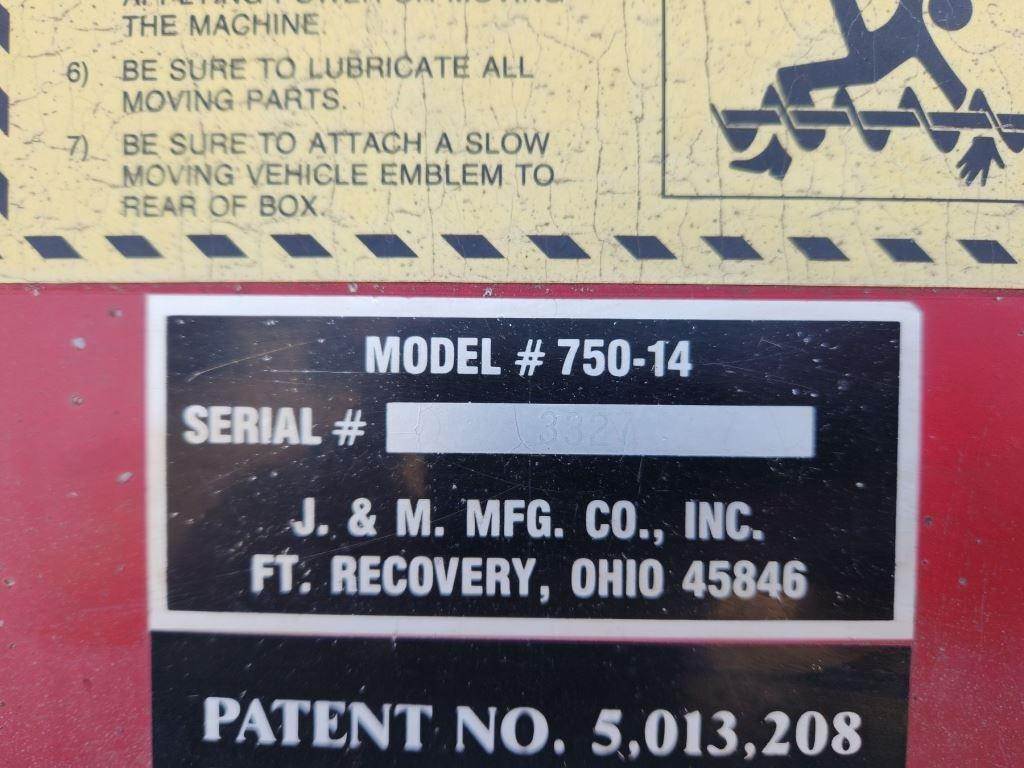 THE MACHINE.
6) BE SURE TO LUBRICATE ALL
MOVING PARTS.
7) BE SURE TO ATTACH A SLOW
MOVING VEHICLE EMBLEM TO
REAR OF BOX.
MODEL # 750-14
SERIAL # 332
J. & M. MFG. CO., INC.
FT. RECOVERY, OHIO 45846
PATENT NO. 5,013,208